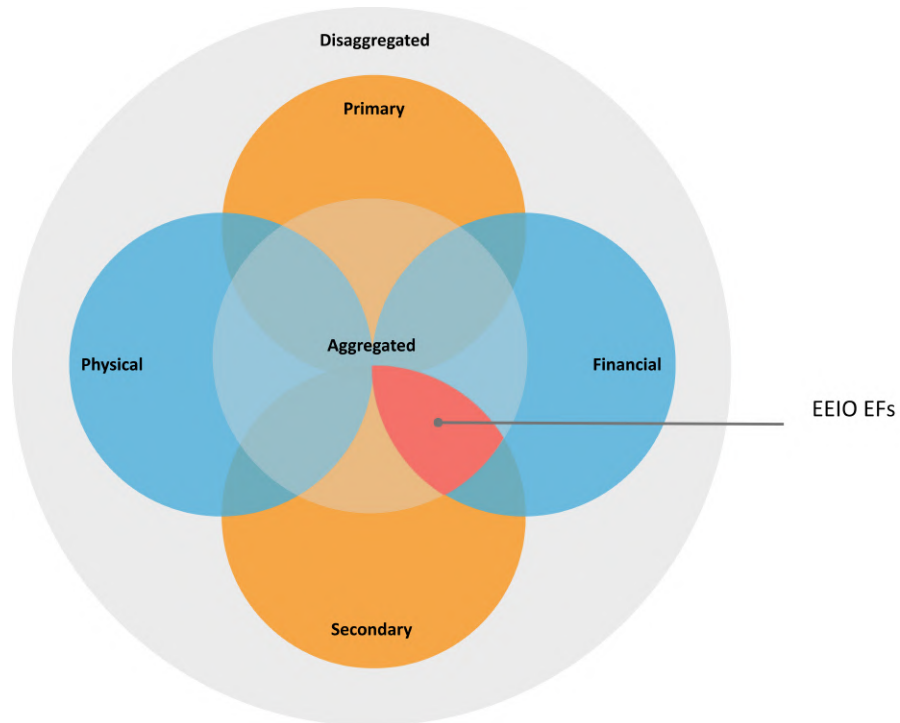 Disaggregated
Primary
Aggregated
Physical
Financial
EEIO EFs
Secondary